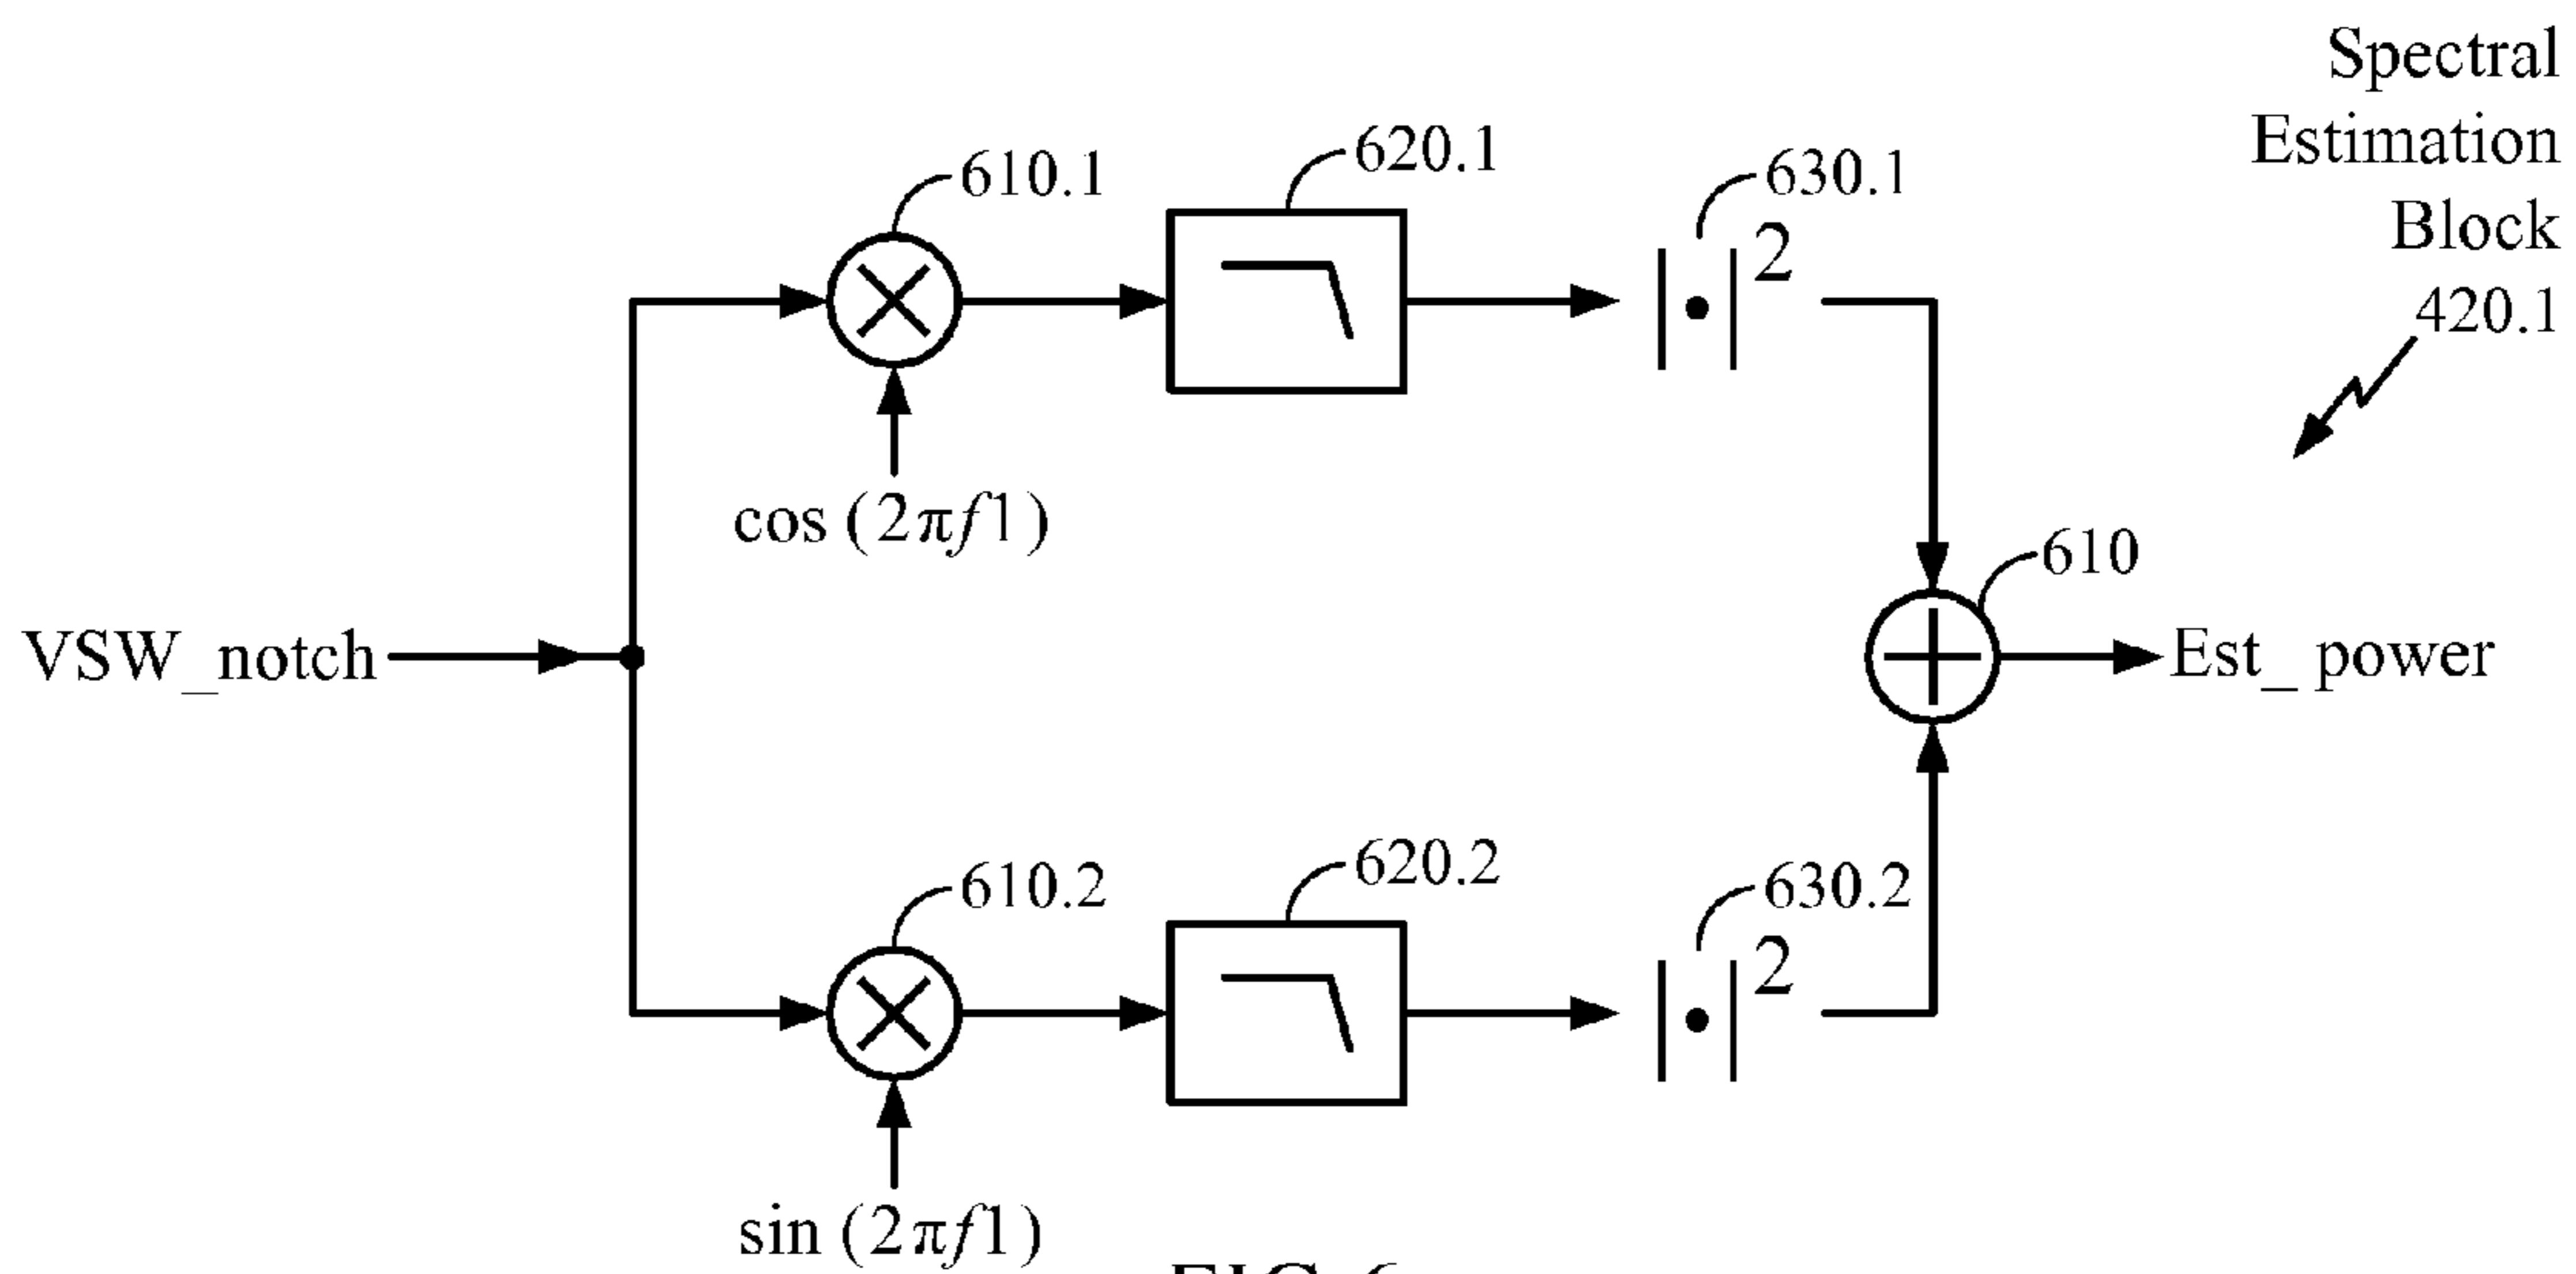 Spectral
Estimation
Block
420.1
610.1
620.1
630.1
|•|²
cos (2πf1)
610
VSW_notch
Est_ power
610.2
620.2
630.2
|•|²
sin (2πf1)